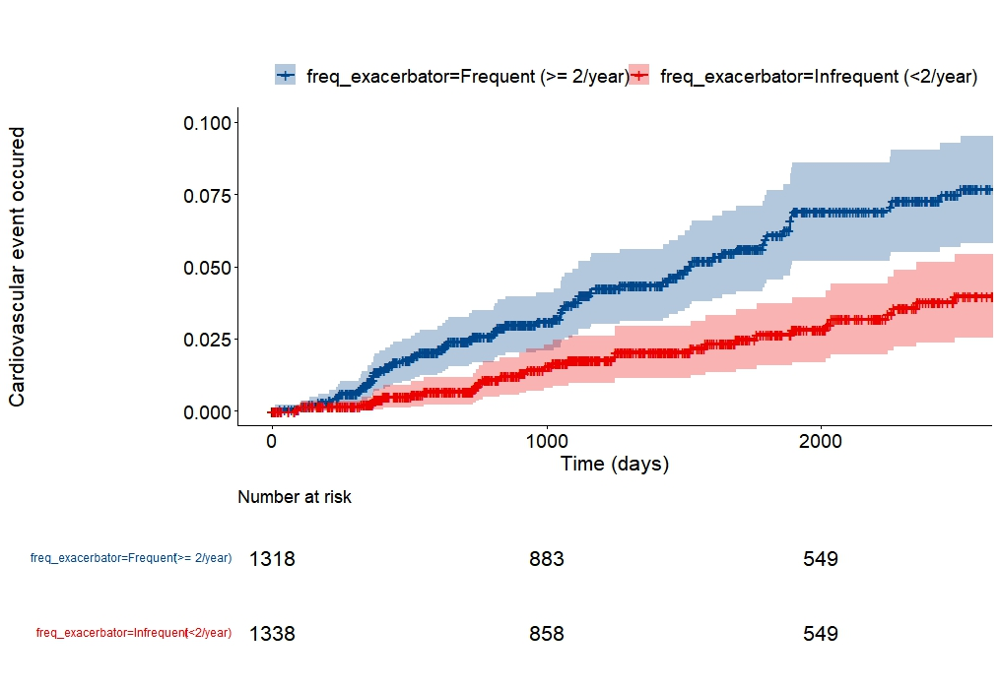 freq_exacerbator=Frequent (>= 2/year) freq_exacerbator=Infrequent (<2/year)
Cardiovascular event occured
0.100
0.075
0.050
0.025
0.000
0 1000 2000
Time (days)
Number at risk
freq_exacerbator=Frequent(>= 2/year) 1318 883 549
freq_exacerbator=Infrequent(<2/year) 1338 858 549